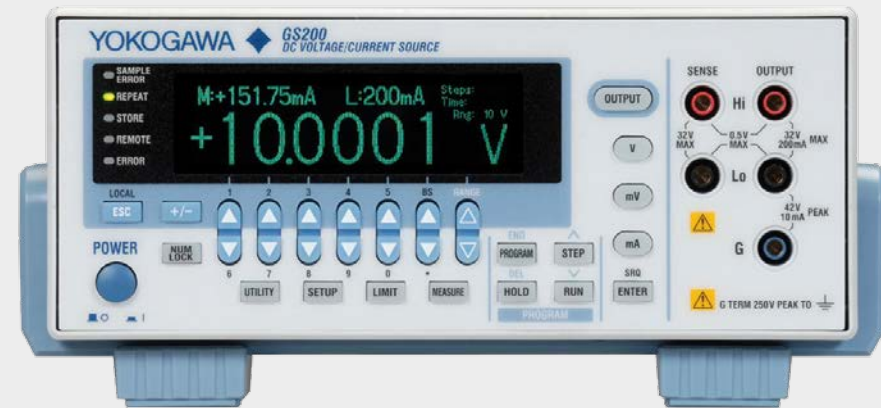 YOKOGAWA ◆ GS200
DC VOLTAGE/CURRENT SOURCE
SAMPLE ERROR
REPEAT
STORE
REMOTE
ERROR
M:+151.75mA L:200mA Steps:
Time:
Rng: 10 V
+10.0001 V
OUTPUT
V
mV
mA
SENSE OUTPUT
Hi
32V MAX
0.5V MAX
32V 200mA MAX
Lo
42V 10mA PEAK
G
G TERM 250V PEAK TO
LOCAL
ESC
+/-
1 2 3 4 5 BS RANGE
6 7 8 9 0 •
POWER
NUM LOCK
UTILITY SETUP LIMIT MEASURE
END
PROGRAM STEP
DEL
HOLD RUN
PROGRAM
SRQ
ENTER